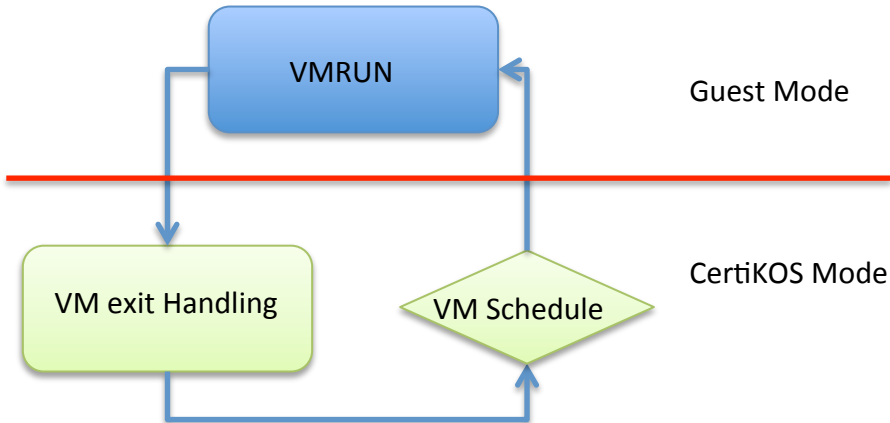 VMRUN
Guest Mode
CertiKOS Mode
VM exit Handling
VM Schedule